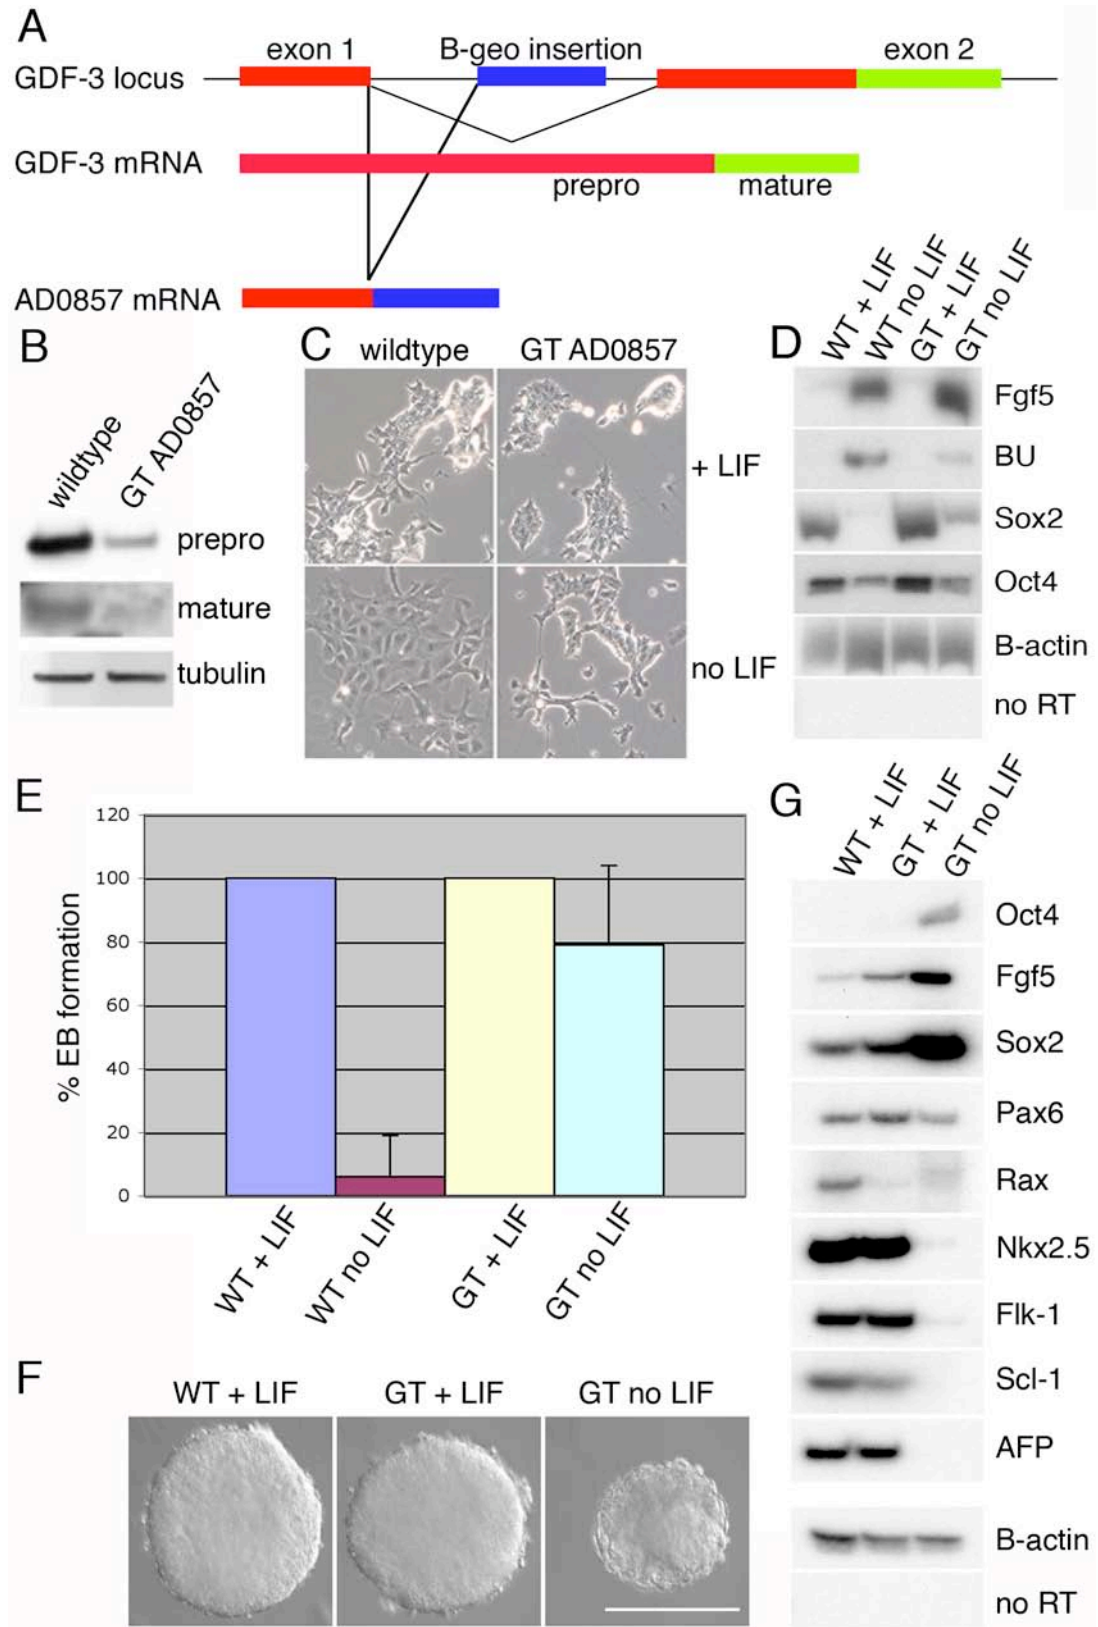 A
exon 1
B-geo insertion
exon 2
GDF-3 locus
GDF-3 mRNA
prepro
mature
AD0857 mRNA
B
wildtype
GT AD0857
prepro
mature
tubulin
C
wildtype
GT AD0857
+ LIF
no LIF
D
WT + LIF
WT no LIF
GT + LIF
GT no LIF
Fgf5
BU
Sox2
Oct4
B-actin
no RT
E
% EB formation
120
100
80
60
40
20
0
WT + LIF
WT no LIF
GT + LIF
GT no LIF
F
WT + LIF
GT + LIF
GT no LIF
G
WT + LIF
GT + LIF
GT no LIF
Oct4
Fgf5
Sox2
Pax6
Rax
Nkx2.5
Flk-1
Scl-1
AFP
B-actin
no RT